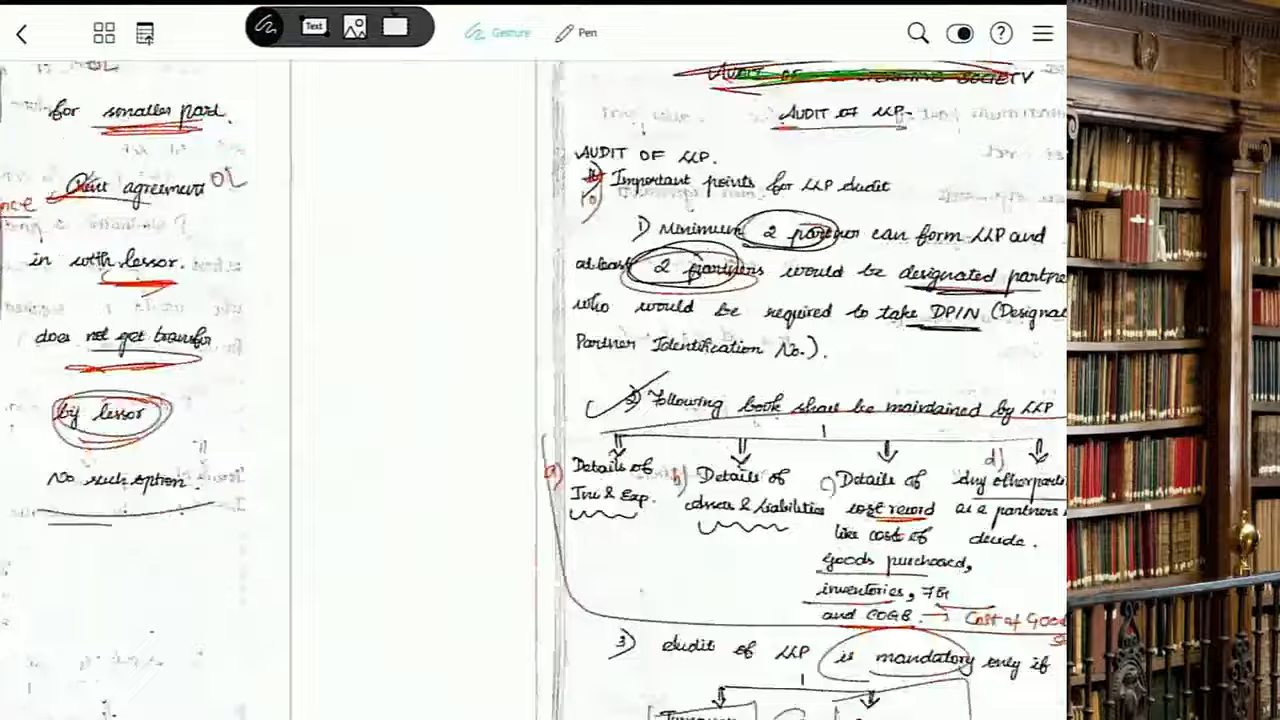 Text
Gesture
Pen
for smaller part.
agreement OL
in with lessor.
does not get transfer
by lessor
No such option.
SOCIETY
AUDIT OF LLP-
AUDIT OF LLP.
Important points for LLP Audit
1) Minimum 2 partner can form LLP and
atleast 2 partners would be designated partne
who would be required to take DPIN (Designat
Partner Identification No.).
2) Following book shall be maintained by LLP
a) Details of
Inc & Exp.
b) Details of
Assets & Liabilities
c) Details of
cost record
like cost of
goods purchased,
inventories, FG
and COGS. → Cost of Good
d)
Any other parti
as a partners
decide.
3) Audit of LLP is mandatory only if
Turnover